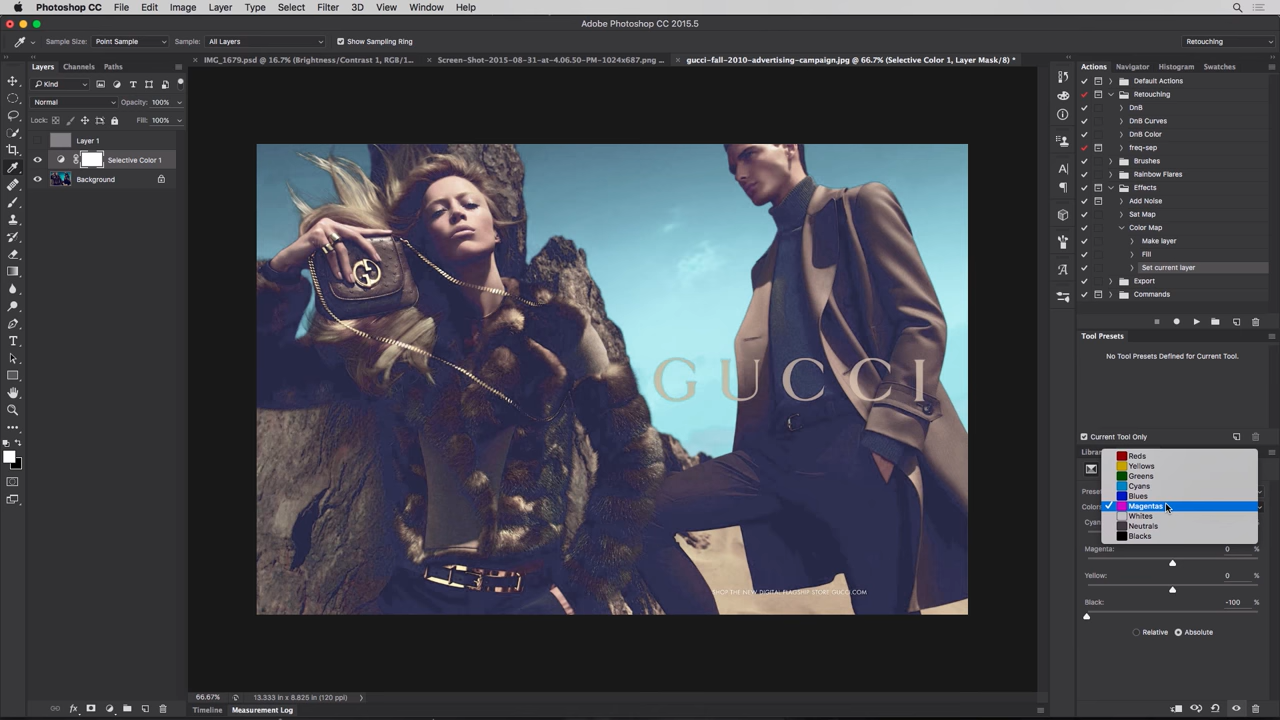 Photoshop CC File Edit Image Layer Type Select Filter 3D View Window Help
Adobe Photoshop CC 2015.5
Sample Size: Point Sample Sample: All Layers Show Sampling Ring Retouching
Layers Channels Paths
IMG_1679.psd @ 16.7% (Brightness/Contrast 1, RGB/1... Screen-Shot-2015-08-31-at-4.06.50-PM-1024x687.png ... gucci-fall-2010-advertising-campaign.jpg @ 66.7% (Selective Color 1, Layer Mask/8) *
Actions Navigator Histogram Swatches
Kind
Normal Opacity: 100%
Lock: Fill: 100%
Layer 1
Selective Color 1
Background
Default Actions
Retouching
DnB
DnB Curves
DnB Color
freq-sep
Brushes
Rainbow Flares
Effects
Add Noise
Sat Map
Color Map
Make layer
Fill
Set current layer
Export
Commands
Tool Presets
No Tool Presets Defined for Current Tool.
Current Tool Only
GUCCI
SHOP THE NEW DIGITAL FLAGSHIP STORE GUCCI.COM
Reds
Yellows
Greens
Cyans
Blues
Magentas
Whites
Neutrals
Blacks
Magenta: 0 %
Yellow: 0 %
Black: -100 %
Relative Absolute
66.67% 13.333 in x 8.825 in (120 ppi)
Timeline Measurement Log